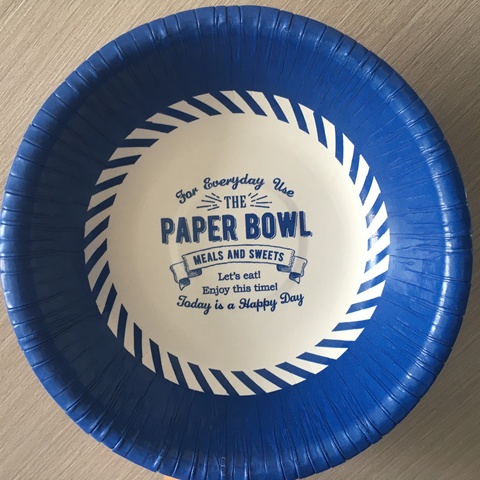 For Everyday Use
THE
PAPER BOWL
MEALS AND SWEETS
Let's eat!
Enjoy this time!
Today is a Happy Day